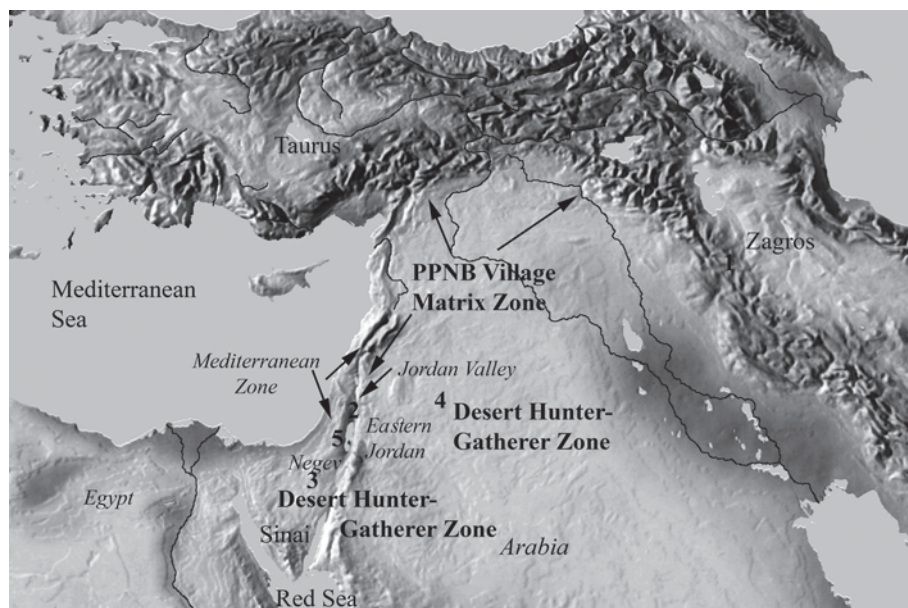 Taurus
Zagros
1
PPNB Village
Matrix Zone
Mediterranean
Sea
Mediterranean
Zone
Jordan Valley
4
Desert Hunter-
Gatherer Zone
2
Eastern
Jordan
5
Negev
3
Egypt
Desert Hunter-
Gatherer Zone
Sinai
Arabia
Red Sea